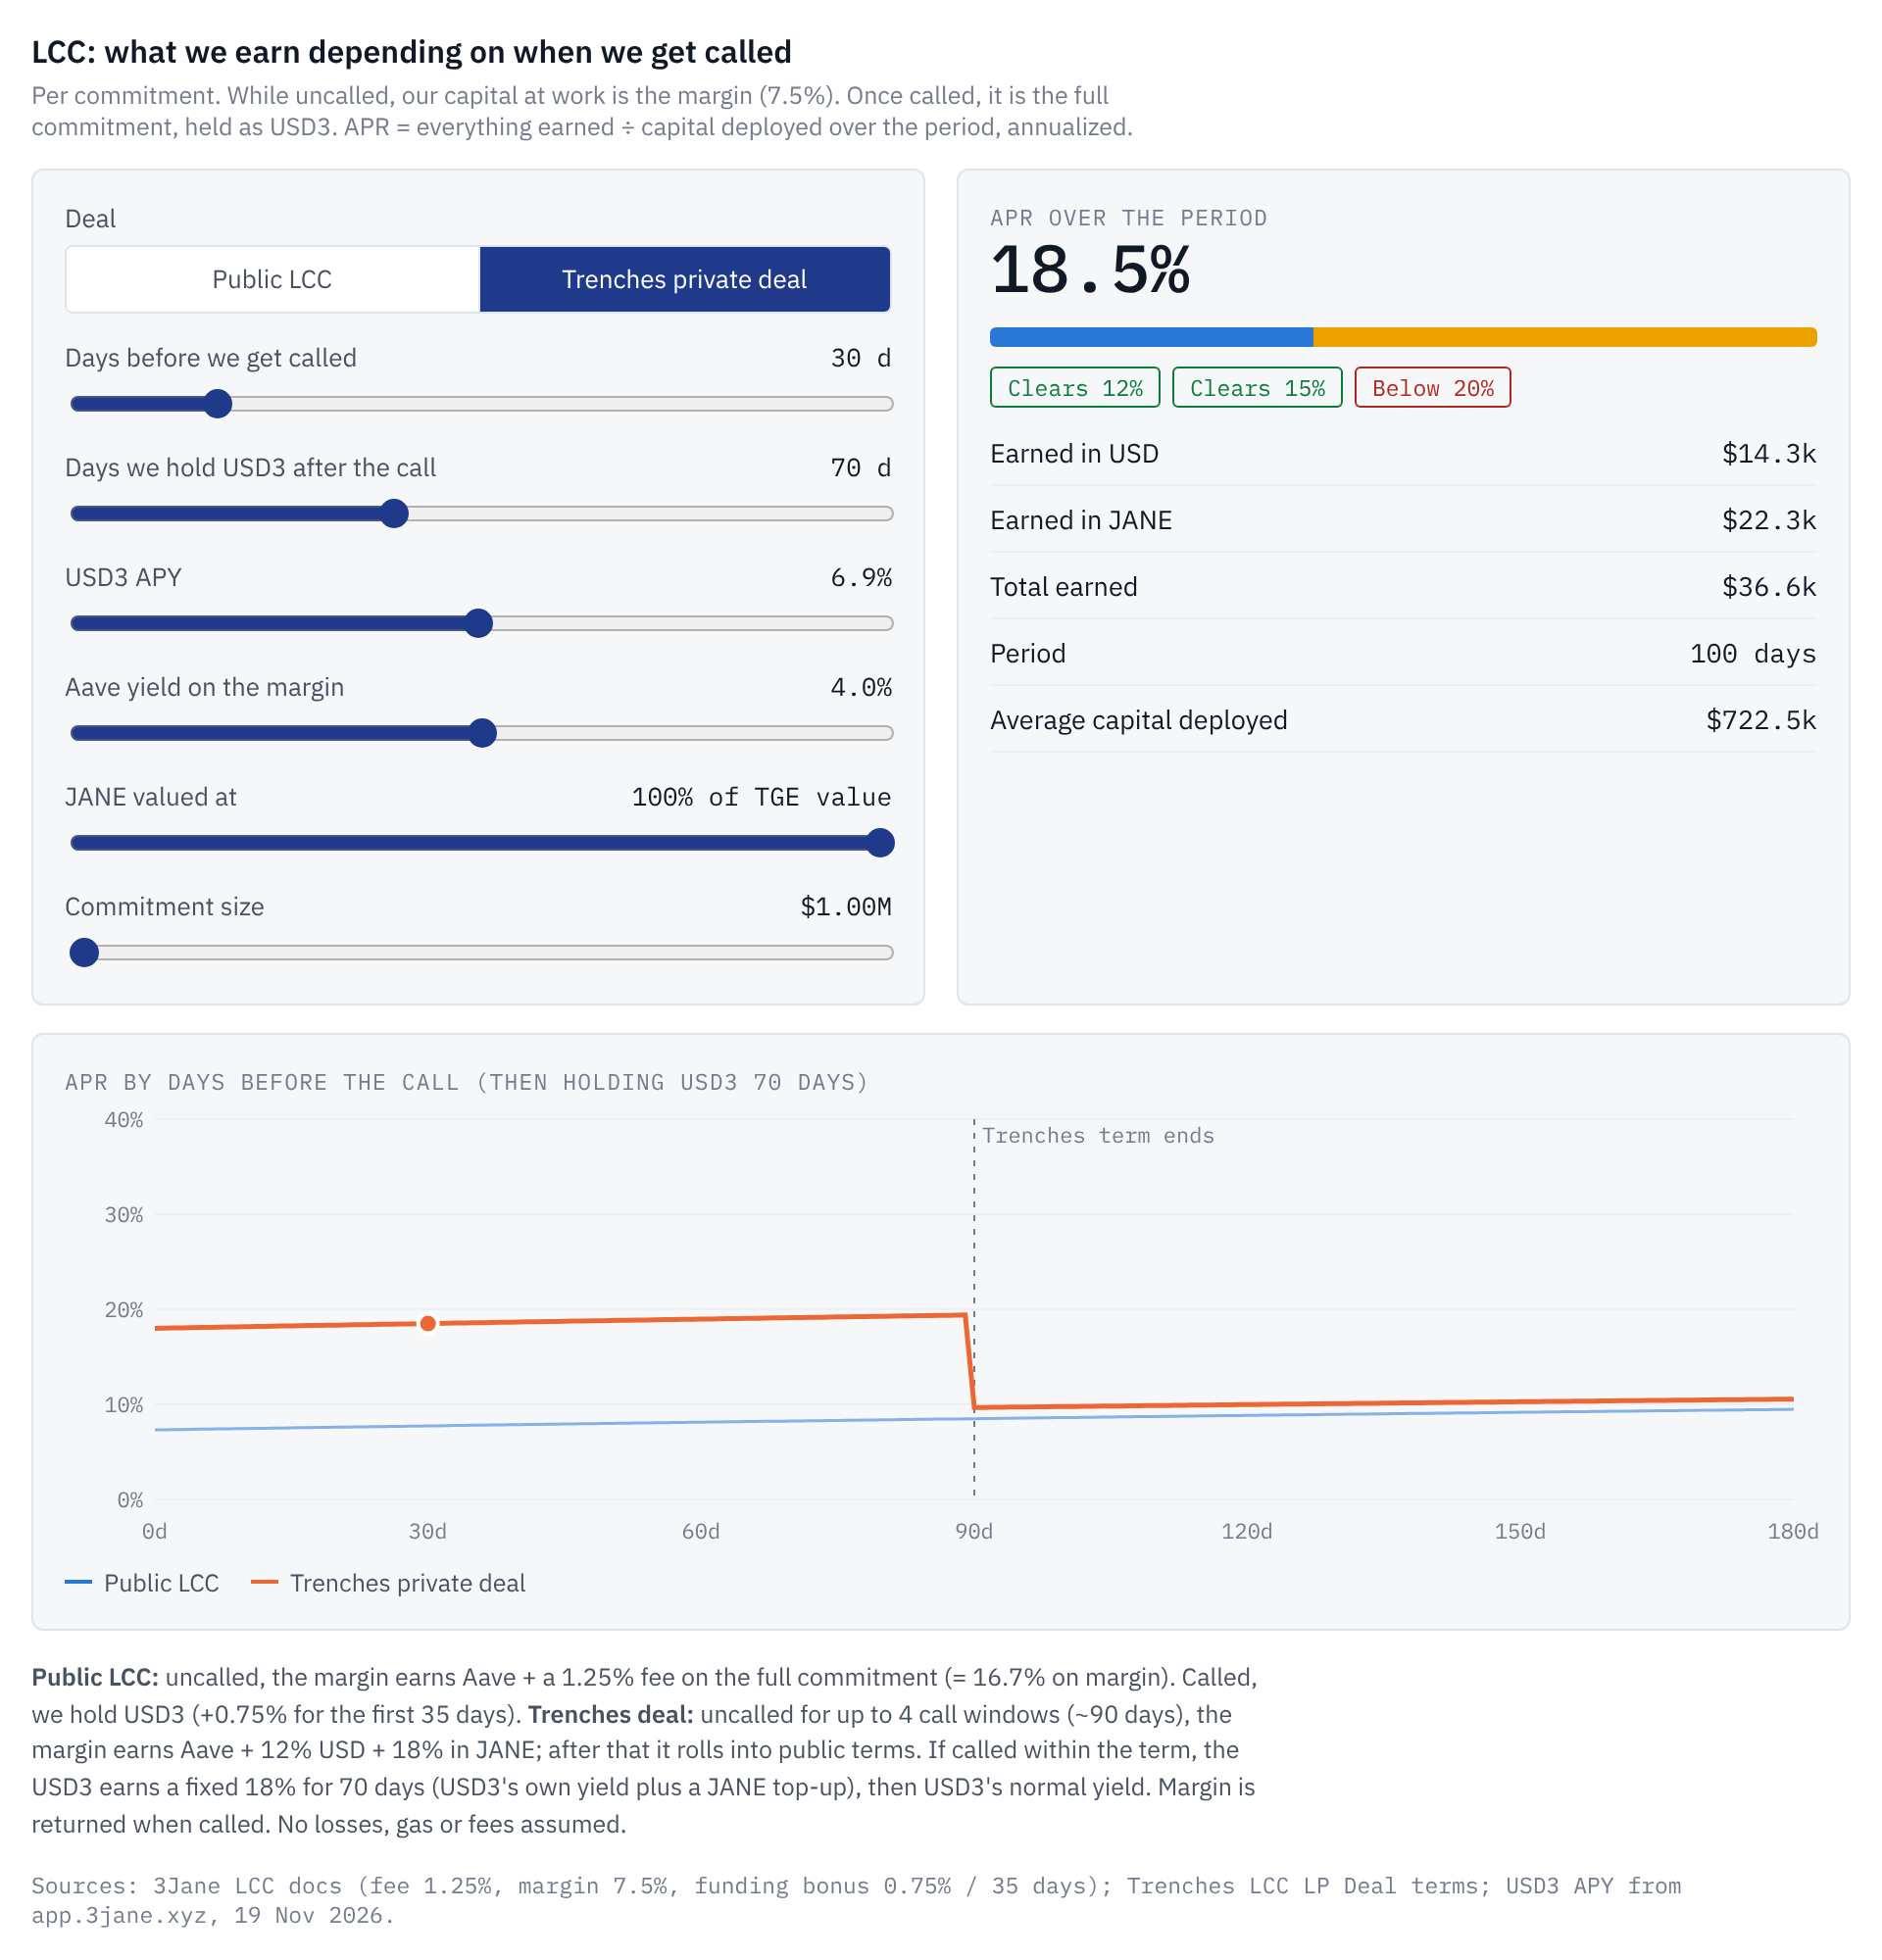 LCC: what we earn depending on when we get called
Per commitment. While uncalled, our capital at work is the margin (7.5%). Once called, it is the full
commitment, held as USD3. APR = everything earned ÷ capital deployed over the period, annualized.
Deal
Public LCC
Trenches private deal
Days before we get called
30 d
Days we hold USD3 after the call
70 d
USD3 APY
6.9%
Aave yield on the margin
4.0%
JANE valued at
100% of TGE value
Commitment size
$1.00M
APR OVER THE PERIOD
18.5%
Clears 12%
Clears 15%
Below 20%
Earned in USD
$14.3k
Earned in JANE
$22.3k
Total earned
$36.6k
Period
100 days
Average capital deployed
$722.5k
APR BY DAYS BEFORE THE CALL (THEN HOLDING USD3 70 DAYS)
40%
Trenches term ends
30%
20%
10%
0%
0d
30d
60d
90d
120d
150d
180d
Public LCC
Trenches private deal
Public LCC: uncalled, the margin earns Aave + a 1.25% fee on the full commitment (= 16.7% on margin). Called,
we hold USD3 (+0.75% for the first 35 days). Trenches deal: uncalled for up to 4 call windows (~90 days), the
margin earns Aave + 12% USD + 18% in JANE; after that it rolls into public terms. If called within the term, the
USD3 earns a fixed 18% for 70 days (USD3's own yield plus a JANE top-up), then USD3's normal yield. Margin is
returned when called. No losses, gas or fees assumed.
Sources: 3Jane LCC docs (fee 1.25%, margin 7.5%, funding bonus 0.75% / 35 days); Trenches LCC LP Deal terms; USD3 APY from
app.3jane.xyz, 19 Nov 2026.